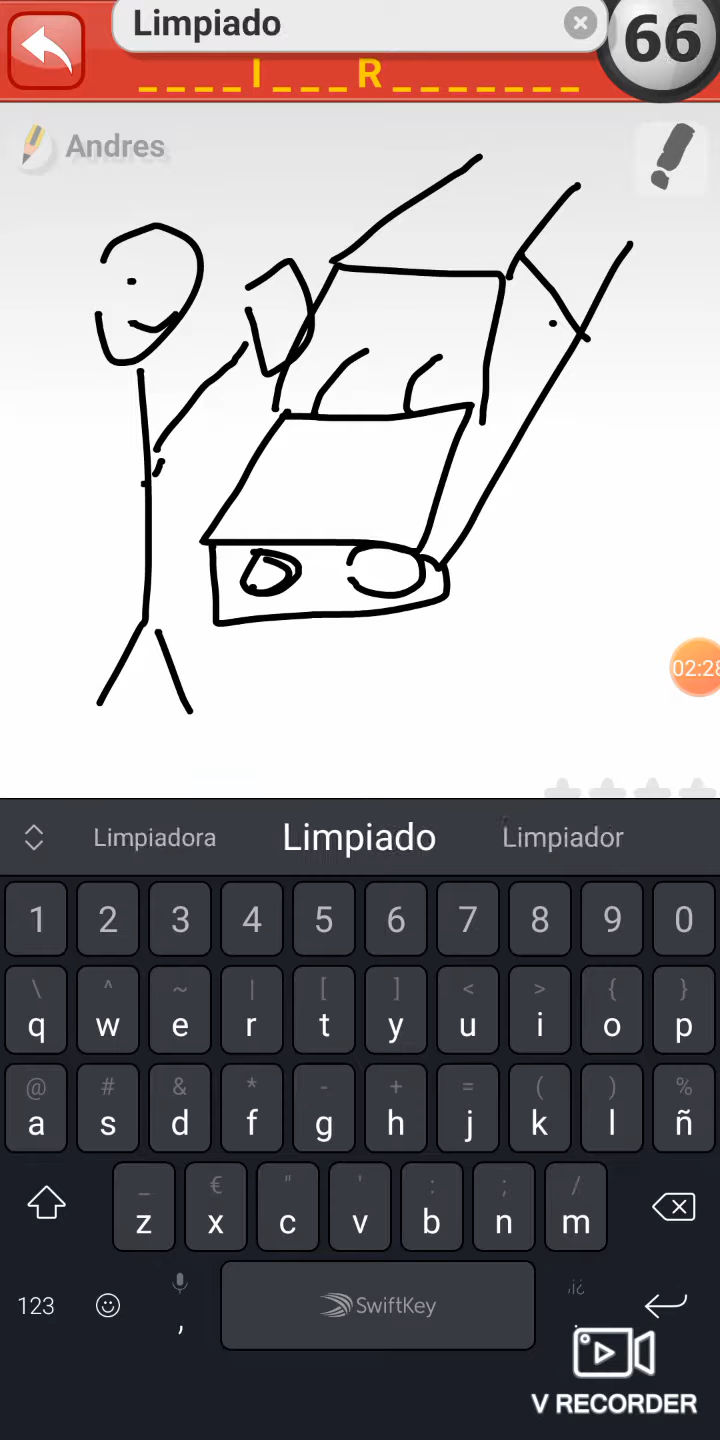 Limpiado
66
____I___R_______
Andres
02:28
Limpiadora Limpiado Limpiador
1 2 3 4 5 6 7 8 9 0
\ ^ ~ | [ ] < > { }
q w e r t y u i o p
@ # & * - + = ( ) %
a s d f g h j k l ñ
_ € " ' : ; /
z x c v b n m
123 , SwiftKey .
V RECORDER